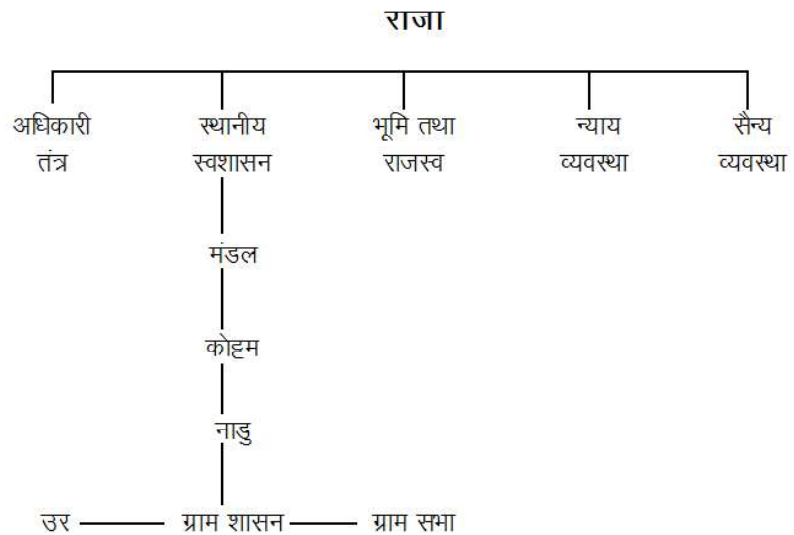 राजा
अधिकारी स्थानीय भूमि तथा न्याय सैन्य
तंत्र स्वशासन राजस्व व्यवस्था व्यवस्था
मंडल
कोट्टम
नाडु
उर ग्राम शासन ग्राम सभा